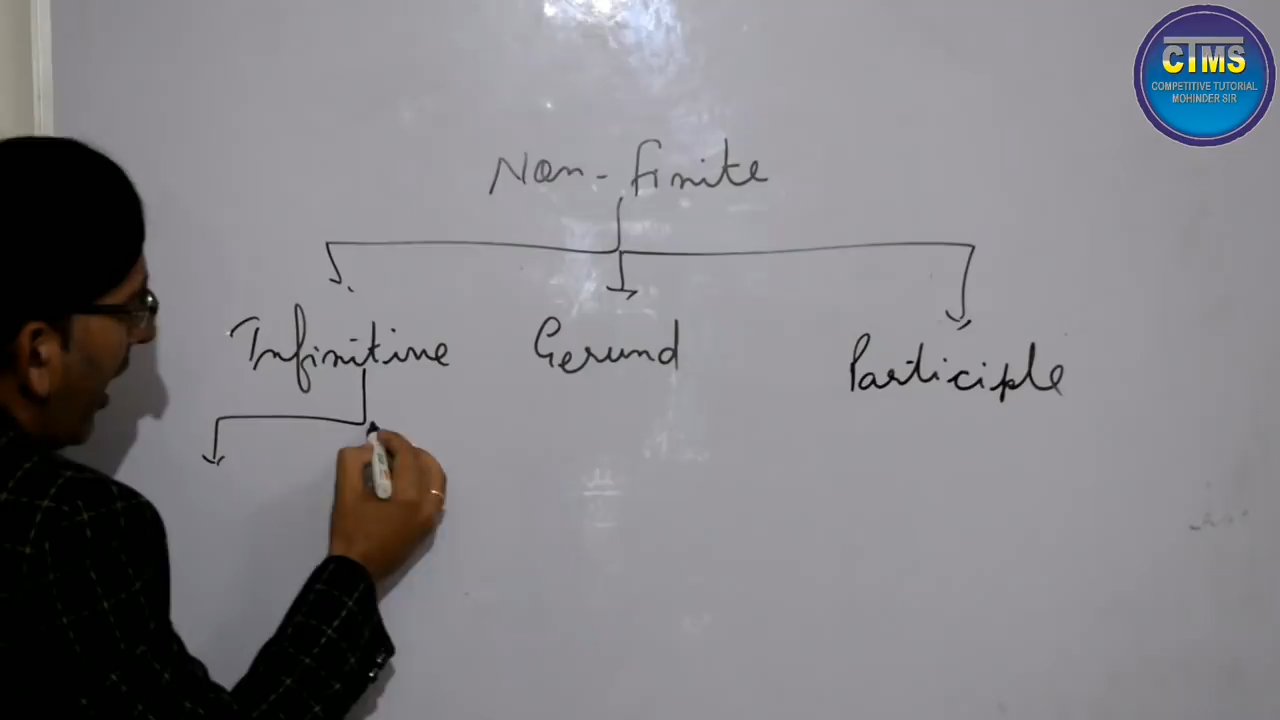 CTMS
COMPETITIVE TUTORIAL
MOHINDER SIR
Non-finite
Infinitive Gerund Participle